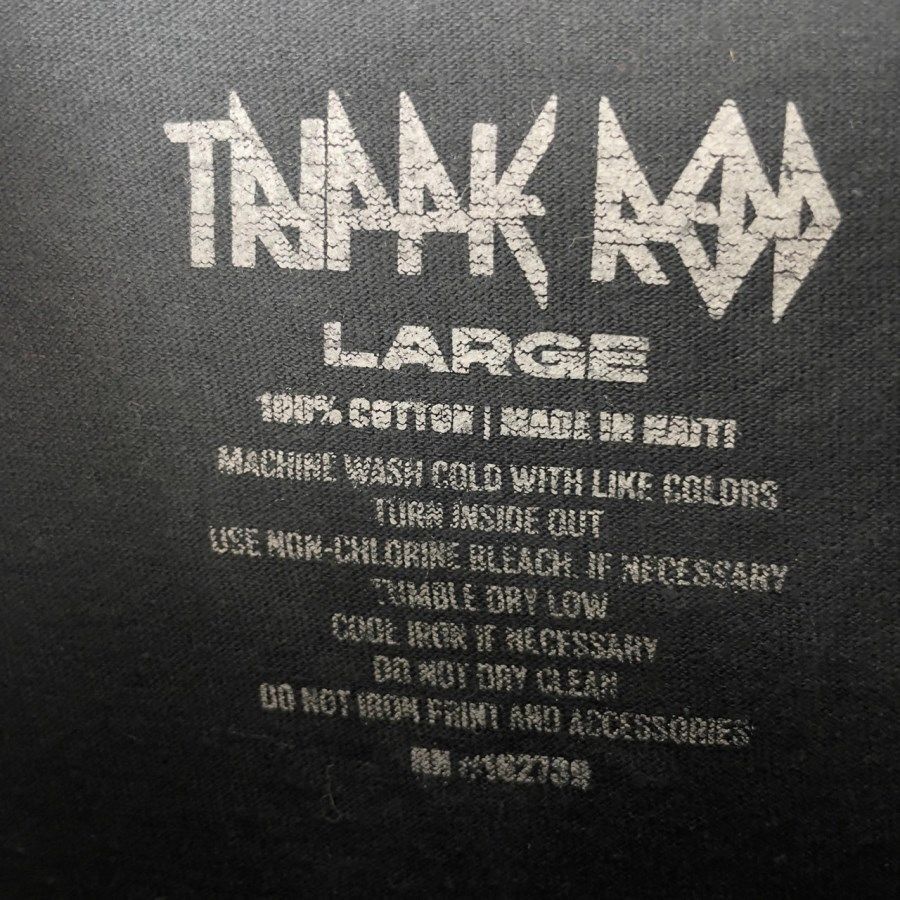 TRIPPIE REDD
LARGE
100% COTTON | MADE IN HAITI
MACHINE WASH COLD WITH LIKE COLORS
TURN INSIDE OUT
USE NON-CHLORINE BLEACH, IF NECESSARY
TUMBLE DRY LOW
COOL IRON IF NECESSARY
DO NOT DRY CLEAN
DO NOT IRON PRINT AND ACCESSORIES
RN